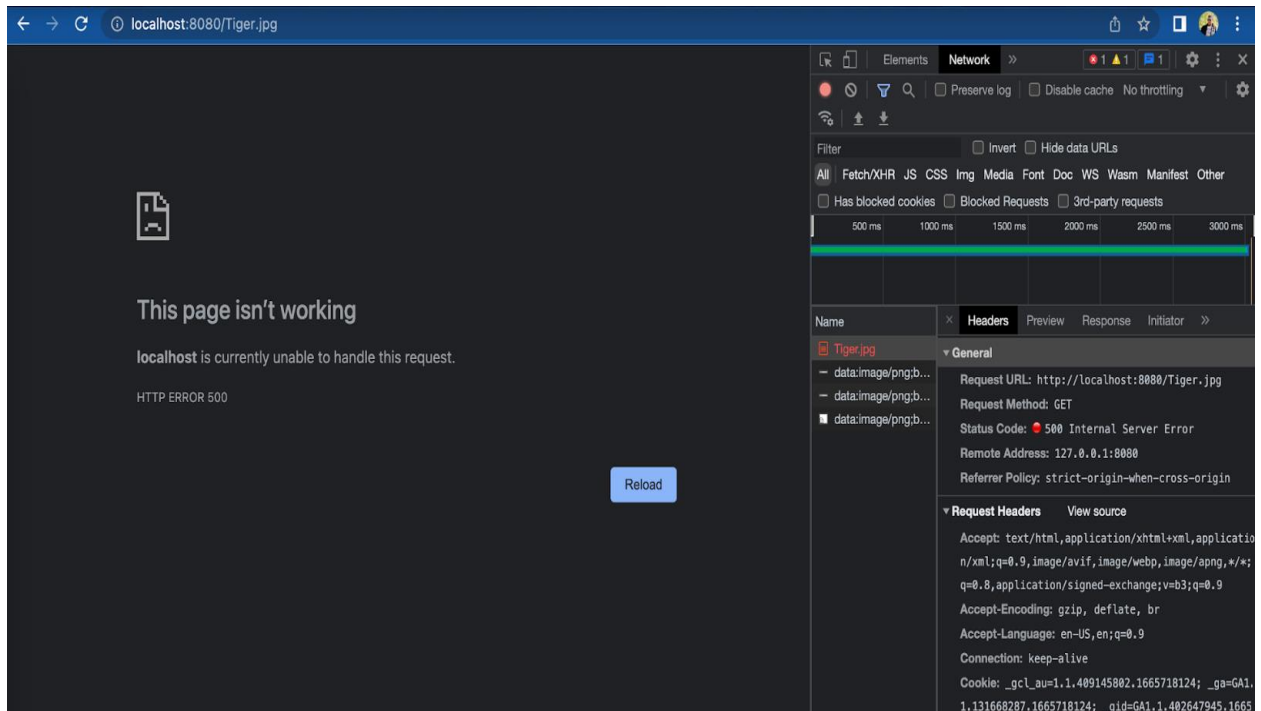 localhost:8080/Tiger.jpg
Elements Network » 1 1 1
Preserve log Disable cache No throttling
Filter Invert Hide data URLs
All Fetch/XHR JS CSS Img Media Font Doc WS Wasm Manifest Other
Has blocked cookies Blocked Requests 3rd-party requests
500 ms 1000 ms 1500 ms 2000 ms 2500 ms 3000 ms
This page isn't working
localhost is currently unable to handle this request.
HTTP ERROR 500
Reload
Name
Tiger.jpg
data:image/png;b...
data:image/png;b...
data:image/png;b...
× Headers Preview Response Initiator »
General
Request URL: http://localhost:8080/Tiger.jpg
Request Method: GET
Status Code: 500 Internal Server Error
Remote Address: 127.0.0.1:8080
Referrer Policy: strict-origin-when-cross-origin
Request Headers View source
Accept: text/html,application/xhtml+xml,applicatio
n/xml;q=0.9,image/avif,image/webp,image/apng,*/*;
q=0.8,application/signed-exchange;v=b3;q=0.9
Accept-Encoding: gzip, deflate, br
Accept-Language: en-US,en;q=0.9
Connection: keep-alive
Cookie: _gcl_au=1.1.409145802.1665718124; _ga=GA1.
1.131668287.1665718124; _gid=GA1.1.402647945.1665